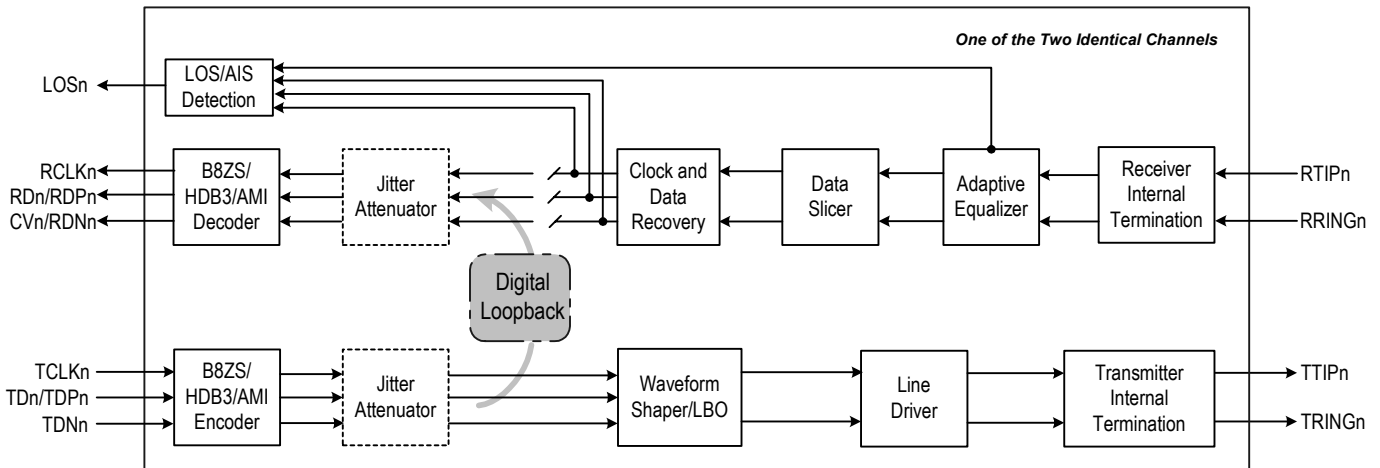 One of the Two Identical Channels
LOSn
LOS/AIS
Detection
RCLKn
RDn/RDPn
CVn/RDNn
B8ZS/
HDB3/AMI
Decoder
Jitter
Attenuator
Clock and
Data
Recovery
Data
Slicer
Adaptive
Equalizer
Receiver
Internal
Termination
RTIPn
RRINGn
Digital
Loopback
TCLKn
TDn/TDPn
TDNn
B8ZS/
HDB3/AMI
Encoder
Jitter
Attenuator
Waveform
Shaper/LBO
Line
Driver
Transmitter
Internal
Termination
TTIPn
TRINGn